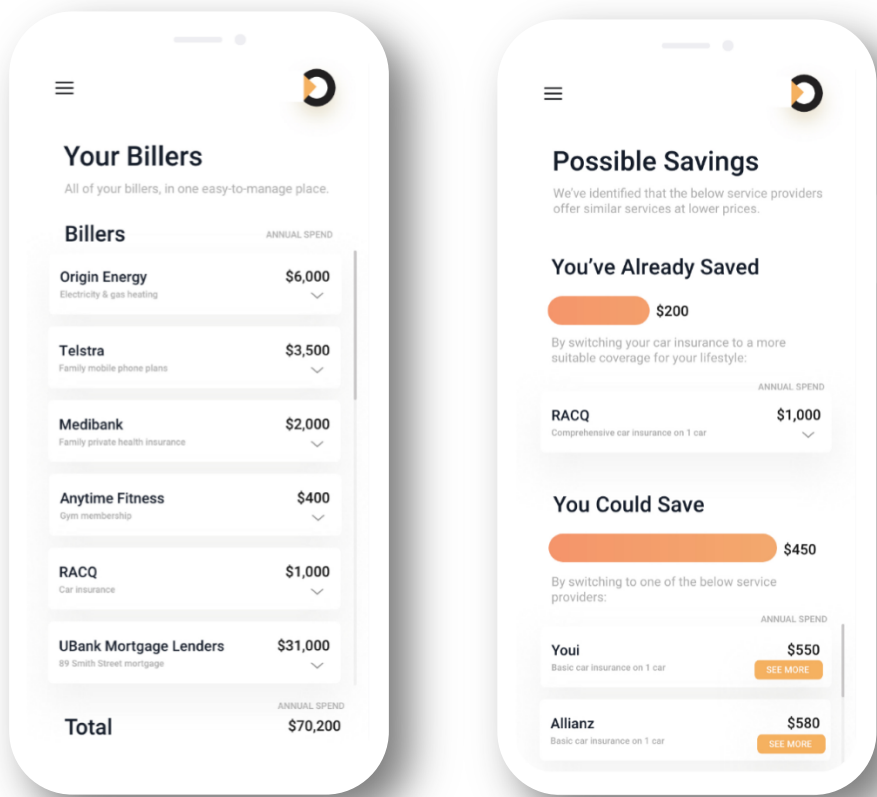 Your Billers
All of your billers, in one easy-to-manage place.
Billers
ANNUAL SPEND
Origin Energy
$6,000
Electricity & gas heating
Telstra
$3,500
Family mobile phone plans
Medibank
$2,000
Family private health insurance
Anytime Fitness
$400
Gym membership
RACQ
$1,000
Car insurance
UBank Mortgage Lenders
$31,000
89 Smith Street mortgage
ANNUAL SPEND
Total
$70,200
Possible Savings
We've identified that the below service providers
offer similar services at lower prices.
You've Already Saved
$200
By switching your car insurance to a more
suitable coverage for your lifestyle:
ANNUAL SPEND
RACQ
$1,000
Comprehensive car insurance on 1 car
You Could Save
$450
By switching to one of the below service
providers:
ANNUAL SPEND
Youi
$550
Basic car insurance on 1 car
SEE MORE
Allianz
$580
Basic car insurance on 1 car
SEE MORE